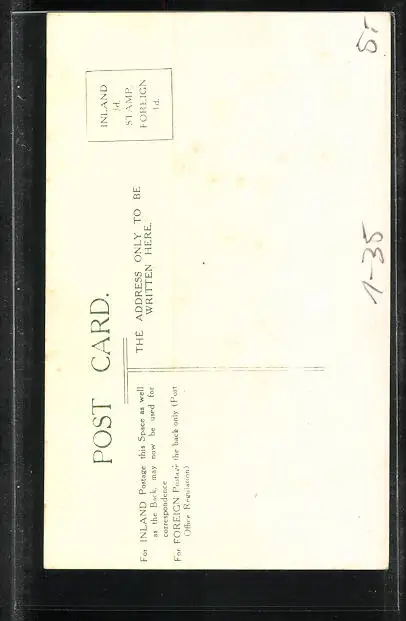 POST CARD.
For INLAND Postage this Space as well
as the Back, may now be used for
correspondence
For FOREIGN Postage the back only (Post
Office Regulation)
THE ADDRESS ONLY TO BE
WRITTEN HERE.
INLAND
½d.
STAMP
FOREIGN
1d.
1-35